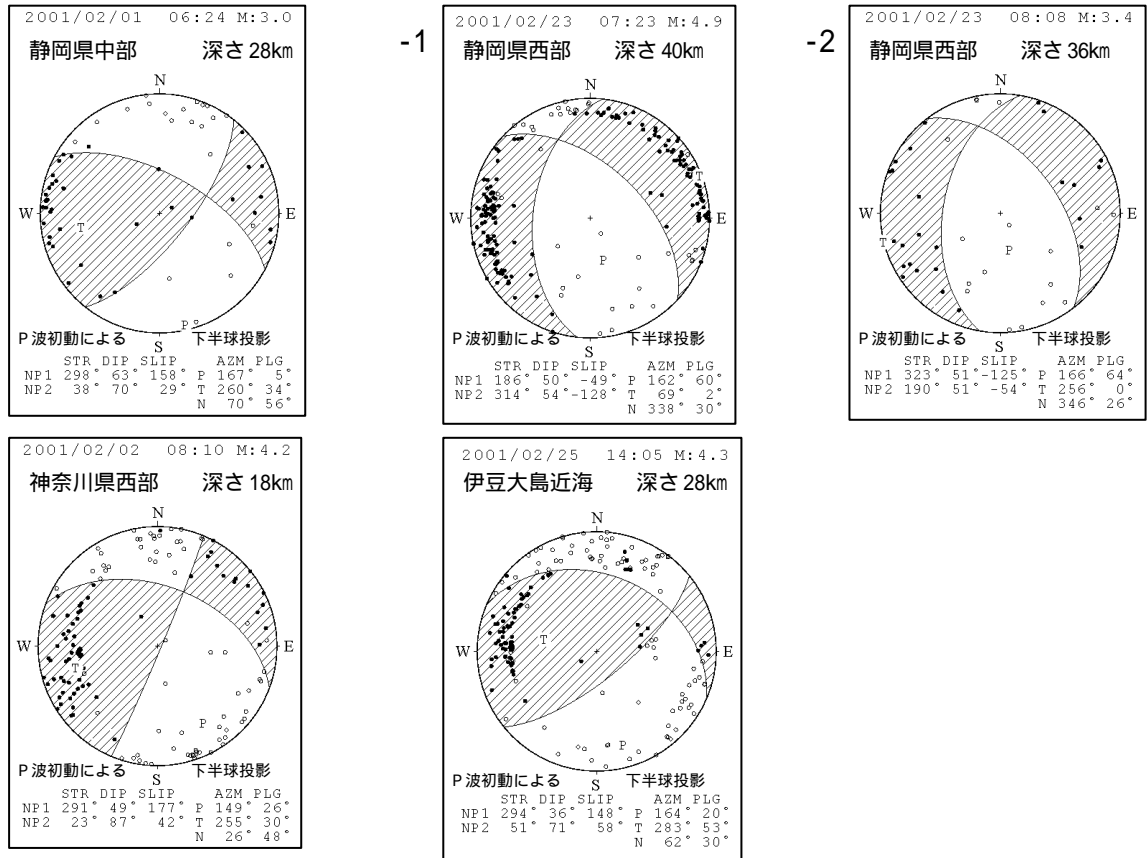 2001/02/01 06:24 M:3.0
静岡県中部 深さ 28km
N
W E
T
P
S
P波初動による 下半球投影
STR DIP SLIP AZM PLG
NP1 298° 63° 158° P 167° 5°
NP2 38° 70° 29° T 260° 34°
N 70° 56°
-1
2001/02/23 07:23 M:4.9
静岡県西部 深さ 40km
N
T
W E
P
S
P波初動による 下半球投影
STR DIP SLIP AZM PLG
NP1 186° 50° -49° P 162° 60°
NP2 314° 54° -128° T 69° 2°
N 338° 30°
-2
2001/02/23 08:08 M:3.4
静岡県西部 深さ 36km
N
W E
T
P
S
P波初動による 下半球投影
STR DIP SLIP AZM PLG
NP1 323° 51° -125° P 166° 64°
NP2 190° 51° -54° T 256° 0°
N 346° 26°
2001/02/02 08:10 M:4.2
神奈川県西部 深さ 18km
N
W E
T
P
S
P波初動による 下半球投影
STR DIP SLIP AZM PLG
NP1 291° 49° 177° P 149° 26°
NP2 23° 87° 42° T 255° 30°
N 26° 48°
2001/02/25 14:05 M:4.3
伊豆大島近海 深さ 28km
N
T
W E
P
S
P波初動による 下半球投影
STR DIP SLIP AZM PLG
NP1 294° 36° 148° P 164° 20°
NP2 51° 71° 58° T 283° 53°
N 62° 30°